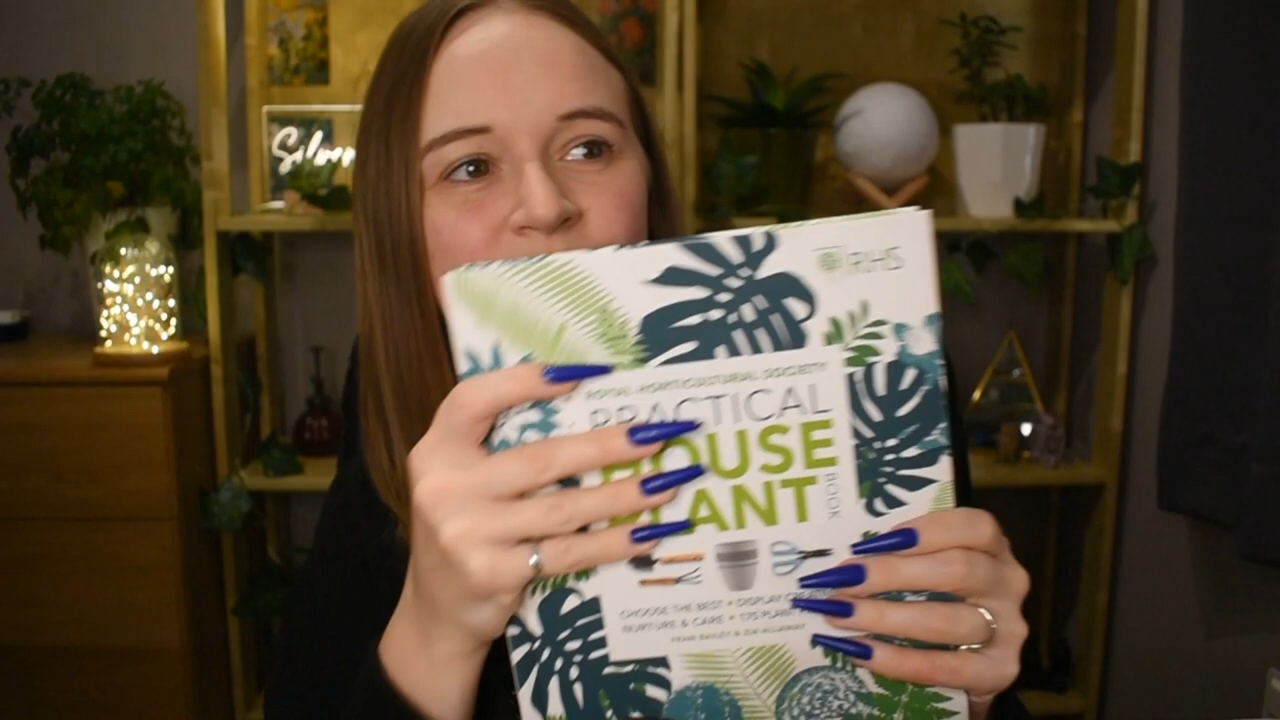 Silver
RHS
ROYAL HORTICULTURAL SOCIETY
PRACTICAL
HOUSE
PLANT
BOOK
CHOOSE THE BEST • DISPLAY
NURTURE & CARE • 175 PLANT
FRAN BAILEY & ZIA ALLAWAY